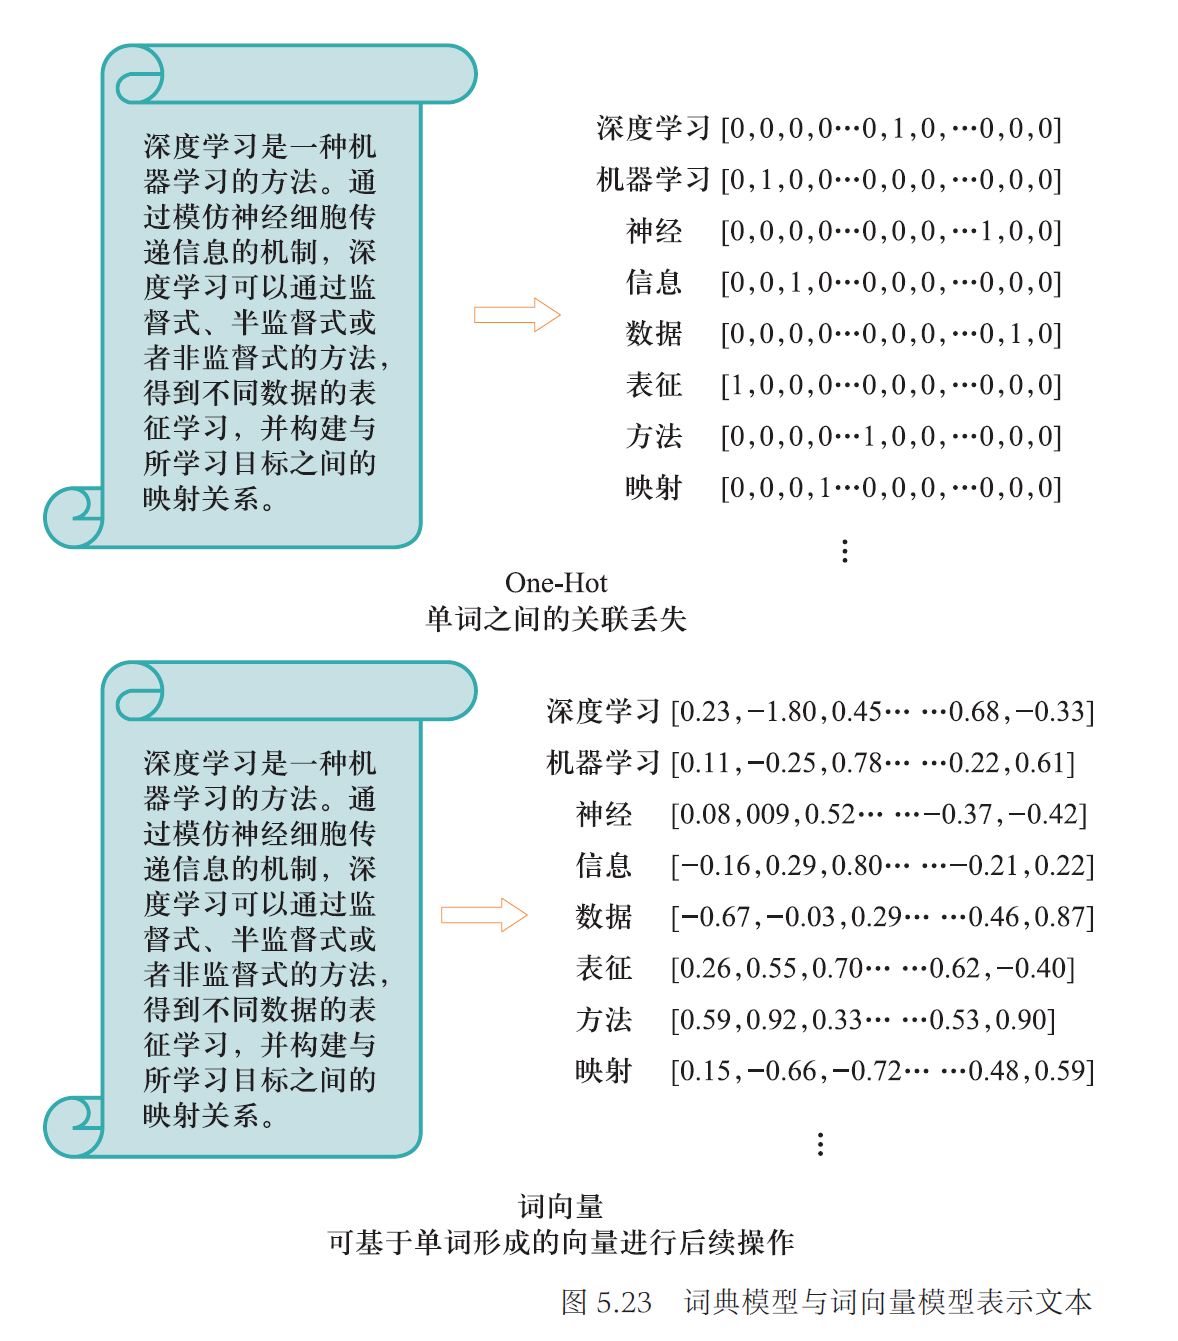 深度学习是一种机
器学习的方法。通
过模仿神经细胞传
递信息的机制，深
度学习可以通过监
督式、半监督式或
者非监督式的方法，
得到不同数据的表
征学习，并构建与
所学习目标之间的
映射关系。
深度学习 [0,0,0,0…0,1,0,…0,0,0]
机器学习 [0,1,0,0…0,0,0,…0,0,0]
神经 [0,0,0,0…0,0,0,…1,0,0]
信息 [0,0,1,0…0,0,0,…0,0,0]
数据 [0,0,0,0…0,0,0,…0,1,0]
表征 [1,0,0,0…0,0,0,…0,0,0]
方法 [0,0,0,0…1,0,0,…0,0,0]
映射 [0,0,0,1…0,0,0,…0,0,0]
⋮
One-Hot
单词之间的关联丢失
深度学习是一种机
器学习的方法。通
过模仿神经细胞传
递信息的机制，深
度学习可以通过监
督式、半监督式或
者非监督式的方法，
得到不同数据的表
征学习，并构建与
所学习目标之间的
映射关系。
深度学习 [0.23,−1.80,0.45… …0.68,−0.33]
机器学习 [0.11,−0.25,0.78… …0.22,0.61]
神经 [0.08,009,0.52… …−0.37,−0.42]
信息 [−0.16,0.29,0.80… …−0.21,0.22]
数据 [−0.67,−0.03,0.29… …0.46,0.87]
表征 [0.26,0.55,0.70… …0.62,−0.40]
方法 [0.59,0.92,0.33… …0.53,0.90]
映射 [0.15,−0.66,−0.72… …0.48,0.59]
⋮
词向量
可基于单词形成的向量进行后续操作
图 5.23 词典模型与词向量模型表示文本